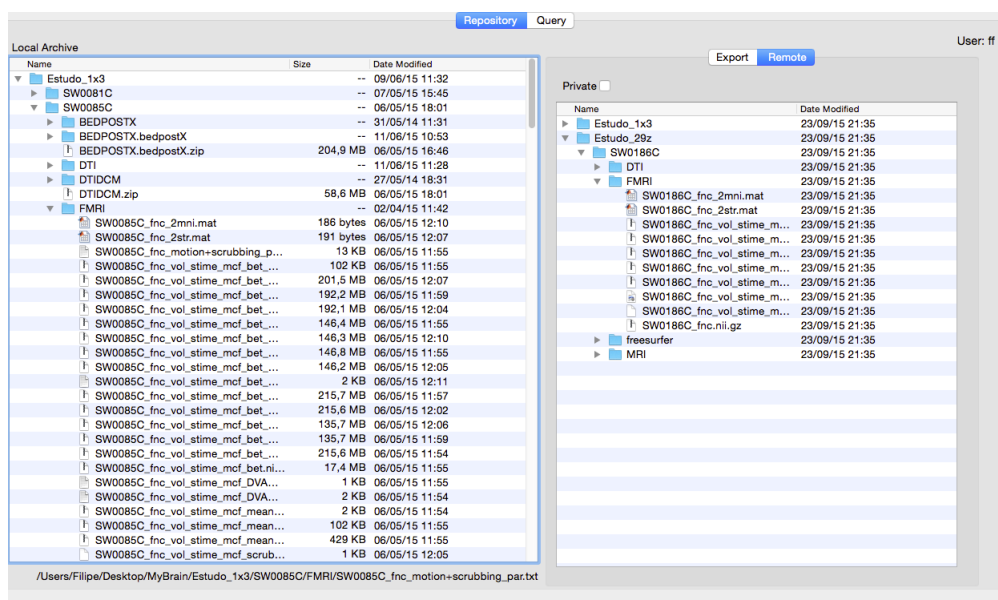 Repository Query
User: ff
Local Archive
Export Remote
Private
Name Size Date Modified
Estudo_1x3 -- 09/06/15 11:32
SW0081C -- 07/05/15 15:45
SW0085C -- 06/05/15 18:01
BEDPOSTX -- 31/05/14 11:31
BEDPOSTX.bedpostX -- 11/06/15 10:53
BEDPOSTX.bedpostX.zip 204,9 MB 06/05/15 16:46
DTI -- 11/06/15 11:28
DTIDCM -- 27/05/14 18:31
DTIDCM.zip 58,6 MB 06/05/15 18:01
FMRI -- 02/04/15 11:42
SW0085C_fnc_2mni.mat 186 bytes 06/05/15 12:10
SW0085C_fnc_2str.mat 191 bytes 06/05/15 12:07
SW0085C_fnc_motion+scrubbing_p... 13 KB 06/05/15 11:55
SW0085C_fnc_vol_stime_mcf_bet_... 102 KB 06/05/15 11:55
SW0085C_fnc_vol_stime_mcf_bet_... 201,5 MB 06/05/15 12:07
SW0085C_fnc_vol_stime_mcf_bet_... 192,2 MB 06/05/15 11:59
SW0085C_fnc_vol_stime_mcf_bet_... 192,1 MB 06/05/15 12:04
SW0085C_fnc_vol_stime_mcf_bet_... 146,4 MB 06/05/15 11:55
SW0085C_fnc_vol_stime_mcf_bet_... 146,3 MB 06/05/15 12:10
SW0085C_fnc_vol_stime_mcf_bet_... 146,8 MB 06/05/15 11:55
SW0085C_fnc_vol_stime_mcf_bet_... 146,2 MB 06/05/15 12:05
SW0085C_fnc_vol_stime_mcf_bet_... 2 KB 06/05/15 12:11
SW0085C_fnc_vol_stime_mcf_bet_... 215,7 MB 06/05/15 11:57
SW0085C_fnc_vol_stime_mcf_bet_... 215,6 MB 06/05/15 12:02
SW0085C_fnc_vol_stime_mcf_bet_... 135,7 MB 06/05/15 12:06
SW0085C_fnc_vol_stime_mcf_bet_... 135,7 MB 06/05/15 11:59
SW0085C_fnc_vol_stime_mcf_bet_... 215,6 MB 06/05/15 11:54
SW0085C_fnc_vol_stime_mcf_bet.ni... 17,4 MB 06/05/15 11:55
SW0085C_fnc_vol_stime_mcf_DVA... 1 KB 06/05/15 11:55
SW0085C_fnc_vol_stime_mcf_DVA... 2 KB 06/05/15 11:54
SW0085C_fnc_vol_stime_mcf_mean... 2 KB 06/05/15 11:54
SW0085C_fnc_vol_stime_mcf_mean... 102 KB 06/05/15 11:55
SW0085C_fnc_vol_stime_mcf_mean... 429 KB 06/05/15 11:55
SW0085C_fnc_vol_stime_mcf_scrub... 1 KB 06/05/15 12:05
/Users/Filipe/Desktop/MyBrain/Estudo_1x3/SW0085C/FMRI/SW0085C_fnc_motion+scrubbing_par.txt
Name Date Modified
Estudo_1x3 23/09/15 21:35
Estudo_29z 23/09/15 21:35
SW0186C 23/09/15 21:35
DTI 23/09/15 21:35
FMRI 23/09/15 21:35
SW0186C_fnc_2mni.mat 23/09/15 21:35
SW0186C_fnc_2str.mat 23/09/15 21:35
SW0186C_fnc_vol_stime_m... 23/09/15 21:35
SW0186C_fnc_vol_stime_m... 23/09/15 21:35
SW0186C_fnc_vol_stime_m... 23/09/15 21:35
SW0186C_fnc_vol_stime_m... 23/09/15 21:35
SW0186C_fnc_vol_stime_m... 23/09/15 21:35
SW0186C_fnc_vol_stime_m... 23/09/15 21:35
SW0186C_fnc_vol_stime_m... 23/09/15 21:35
SW0186C_fnc.nii.gz 23/09/15 21:35
freesurfer 23/09/15 21:35
MRI 23/09/15 21:35